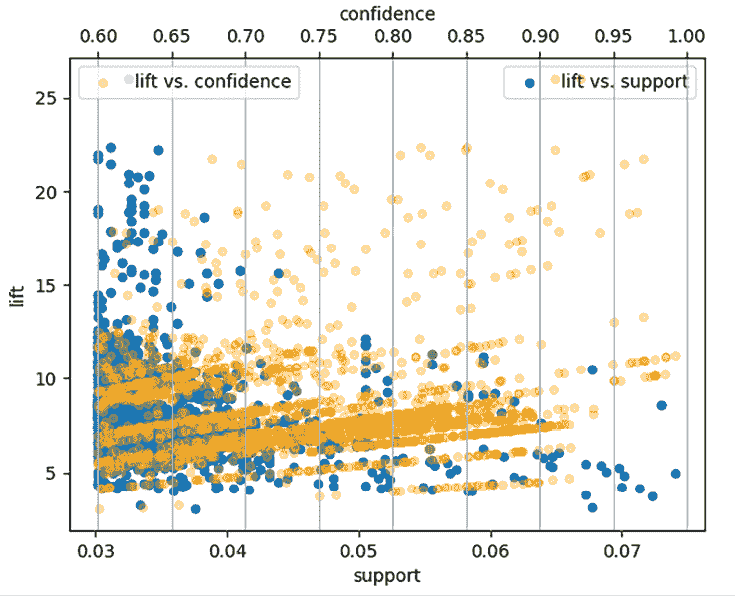 confidence
0.60 0.65 0.70 0.75 0.80 0.85 0.90 0.95 1.00
lift vs. confidence
lift vs. support
25
20
15
10
5
lift
0.03 0.04 0.05 0.06 0.07
support